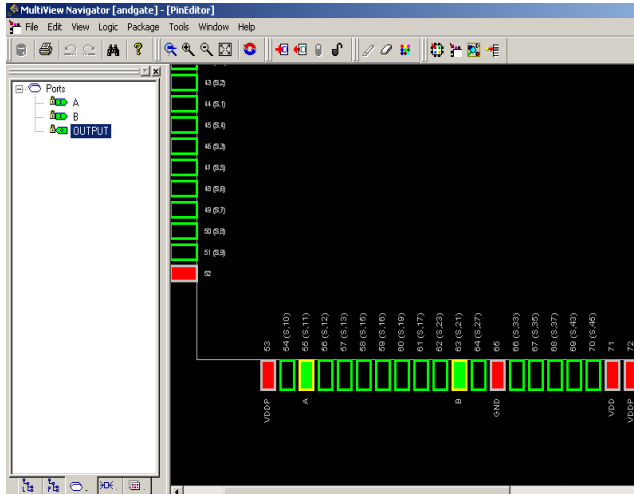 MultiView Navigator [andgate] - [PinEditor]
File Edit View Logic Package Tools Window Help
Ports
A
B
OUTPUT
43 (S,2)
44 (S,1)
45 (S,4)
46 (S,3)
47 (S,5)
48 (S,6)
49 (S,7)
50 (S,8)
51 (S,9)
52
53
54 (S,10)
55 (S,11)
56 (S,12)
57 (S,13)
58 (S,15)
59 (S,16)
60 (S,19)
61 (S,17)
62 (S,23)
63 (S,21)
64 (S,27)
65
66 (S,33)
67 (S,35)
68 (S,37)
69 (S,43)
70 (S,45)
71
72
VDDP
A
B
GND
VDD
VDDP